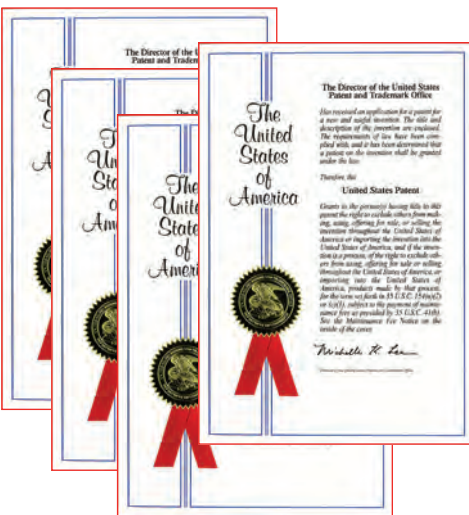 The Director of the U
Patent and Trademark Office
The
United
States
of
America
The Director of the United States
Patent and Trademark Office
Has received an application for a patent for
a new and useful invention. The title and
description of the invention are enclosed.
The requirements of law have been com-
plied with, and it has been determined that
a patent on the invention shall be granted
under the law.
Therefore, this
United States Patent
Grants to the person(s) having title to this
patent the right to exclude others from mak-
ing, using, offering for sale, or selling the
invention throughout the United States of
America or importing the invention into the
United States of America, and if the inven-
tion is a process, of the right to exclude oth-
ers from using, offering for sale or selling
throughout the United States of America, or
importing into the United States of
America, products made by that process,
for the term set forth in 35 U.S.C. 154(a)(2)
or (c)(1), subject to the payment of mainte-
nance fees as provided by 35 U.S.C. 41(b).
See the Maintenance Fee Notice on the
inside of the cover.
Michelle K. Lee
The
Unite
State
of
Ameri